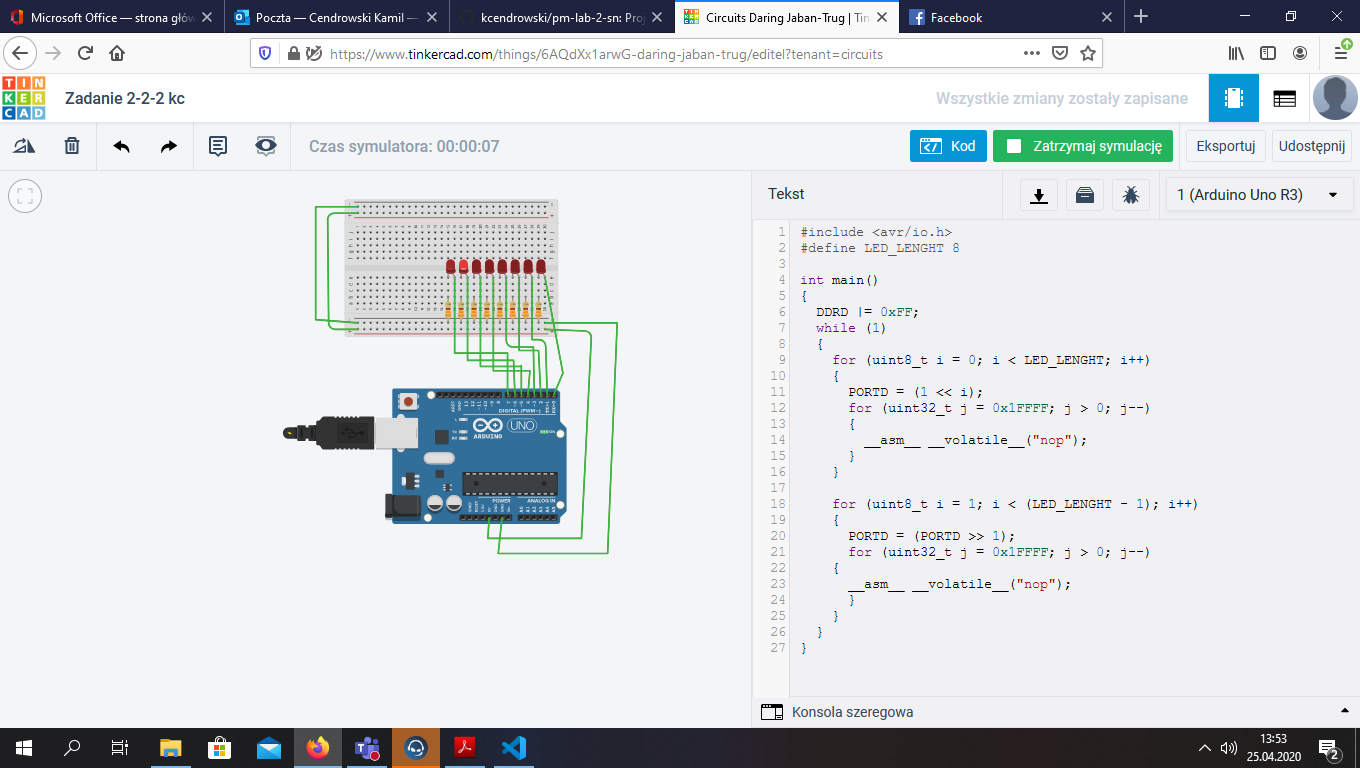 Microsoft Office — strona głów
Poczta — Cendrowski Kamil —
kcendrowski/pm-lab-2-sn: Proj
Circuits Daring Jaban-Trug | Tin
Facebook
https://www.tinkercad.com/things/6AQdXx1arwG-daring-jaban-trug/editel?tenant=circuits
TIN
KER
CAD
Zadanie 2-2-2 kc
Wszystkie zmiany zostały zapisane
Czas symulatora: 00:00:07
Kod
Zatrzymaj symulację
Eksportuj
Udostępnij
Tekst
1 (Arduino Uno R3)
DIGITAL (PWM~)
UNO
ARDUINO
ON
POWER
ANALOG IN
1 #include <avr/io.h>
2 #define LED_LENGHT 8
3
4 int main()
5 {
6 DDRD |= 0xFF;
7 while (1)
8 {
9 for (uint8_t i = 0; i < LED_LENGHT; i++)
10 {
11 PORTD = (1 << i);
12 for (uint32_t j = 0x1FFFF; j > 0; j--)
13 {
14 __asm__ __volatile__("nop");
15 }
16 }
17
18 for (uint8_t i = 1; i < (LED_LENGHT - 1); i++)
19 {
20 PORTD = (PORTD >> 1);
21 for (uint32_t j = 0x1FFFF; j > 0; j--)
22 {
23 __asm__ __volatile__("nop");
24 }
25 }
26 }
27 }
Konsola szeregowa
13:53
25.04.2020
2